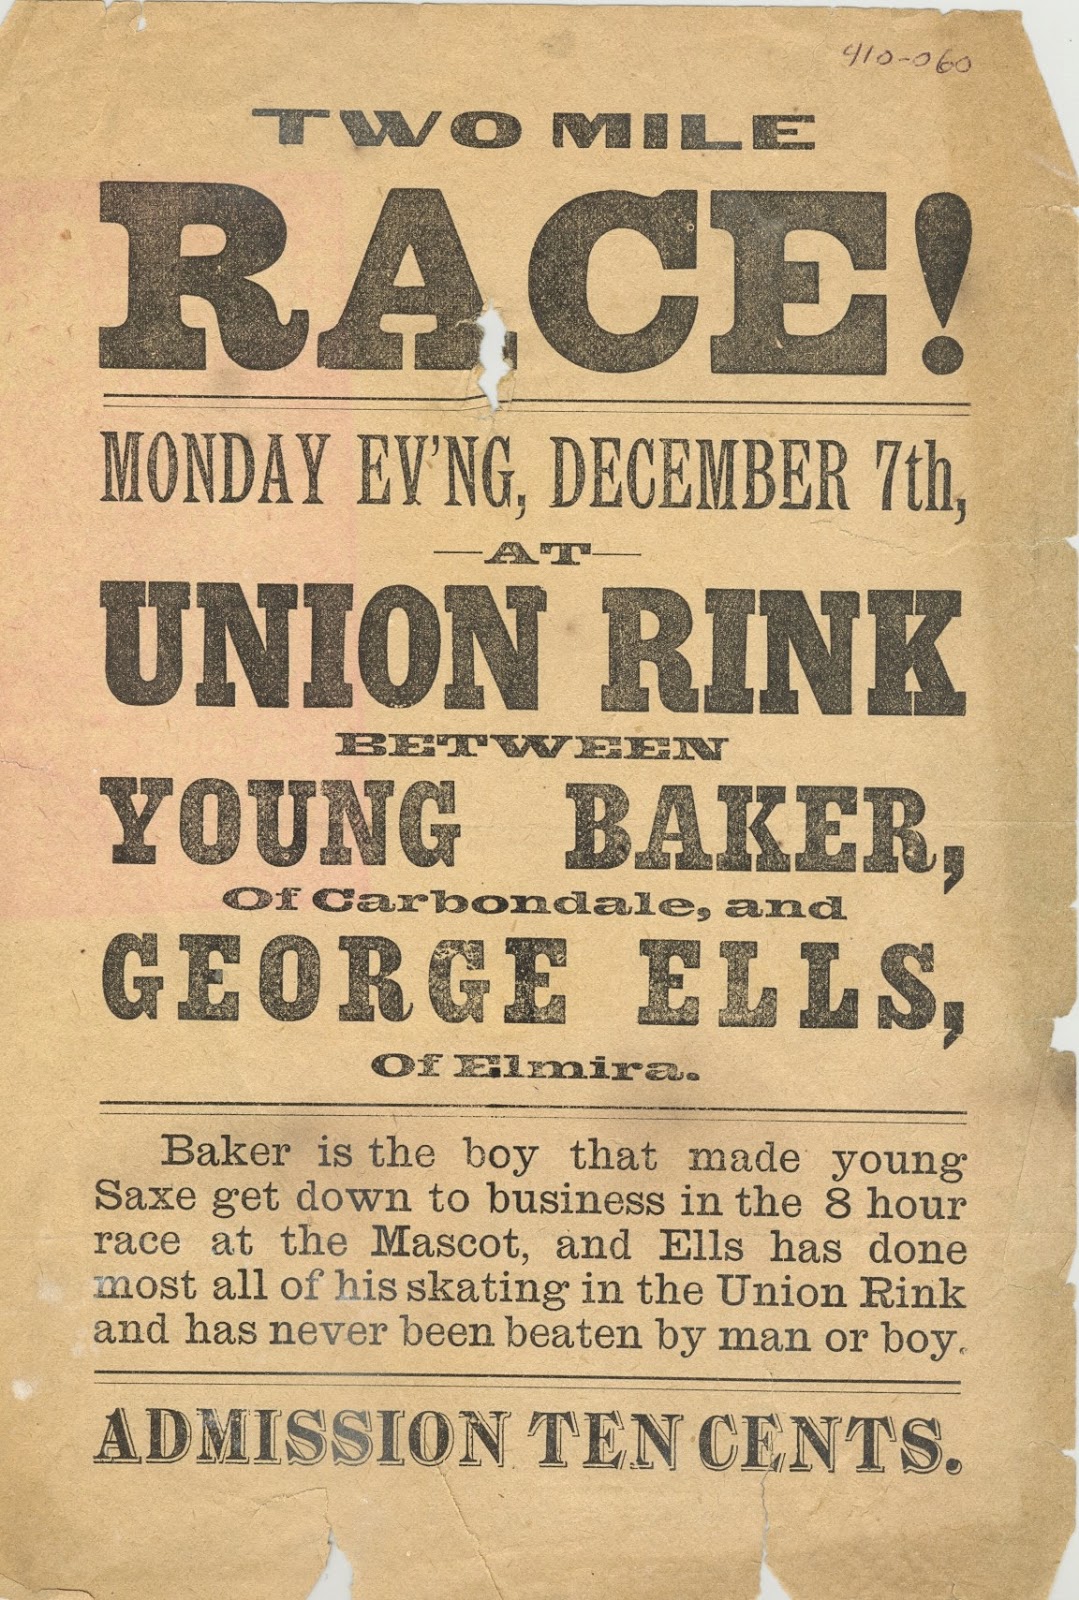 410-060
TWO MILE
RACE!
MONDAY EV'NG, DECEMBER 7th,
—AT—
UNION RINK
BETWEEN
YOUNG BAKER,
Of Carbondale, and
GEORGE ELLS,
Of Elmira.
Baker is the boy that made young
Saxe get down to business in the 8 hour
race at the Mascot, and Ells has done
most all of his skating in the Union Rink
and has never been beaten by man or boy.
ADMISSION TEN CENTS.